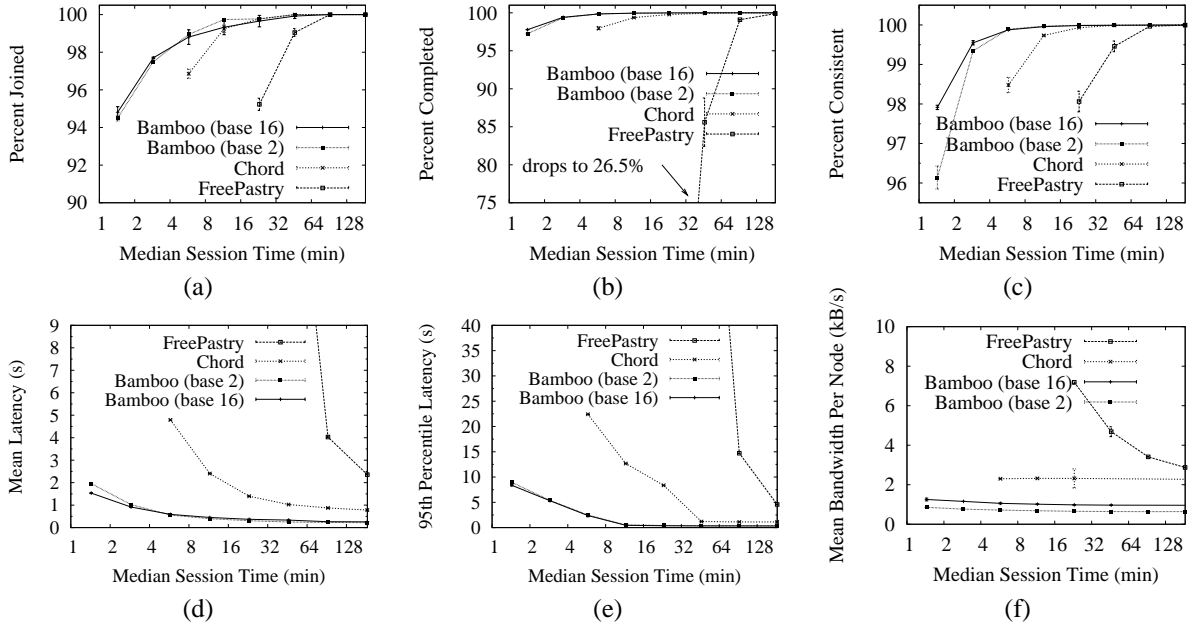 100
98
96
94
92
90
Percent Joined
Bamboo (base 16)
Bamboo (base 2)
Chord
FreePastry
1 2 4 8 16 32 64 128
Median Session Time (min)
(a)
100
95
90
85
80
75
Percent Completed
Bamboo (base 16)
Bamboo (base 2)
Chord
FreePastry
drops to 26.5%
1 2 4 8 16 32 64 128
Median Session Time (min)
(b)
100
99
98
97
96
Percent Consistent
Bamboo (base 16)
Bamboo (base 2)
Chord
FreePastry
1 2 4 8 16 32 64 128
Median Session Time (min)
(c)
9
8
7
6
5
4
3
2
1
0
Mean Latency (s)
FreePastry
Chord
Bamboo (base 2)
Bamboo (base 16)
1 2 4 8 16 32 64 128
Median Session Time (min)
(d)
40
35
30
25
20
15
10
5
0
95th Percentile Latency (s)
FreePastry
Chord
Bamboo (base 2)
Bamboo (base 16)
1 2 4 8 16 32 64 128
Median Session Time (min)
(e)
10
8
6
4
2
0
Mean Bandwidth Per Node (kB/s)
FreePastry
Chord
Bamboo (base 16)
Bamboo (base 2)
1 2 4 8 16 32 64 128
Median Session Time (min)
(f)